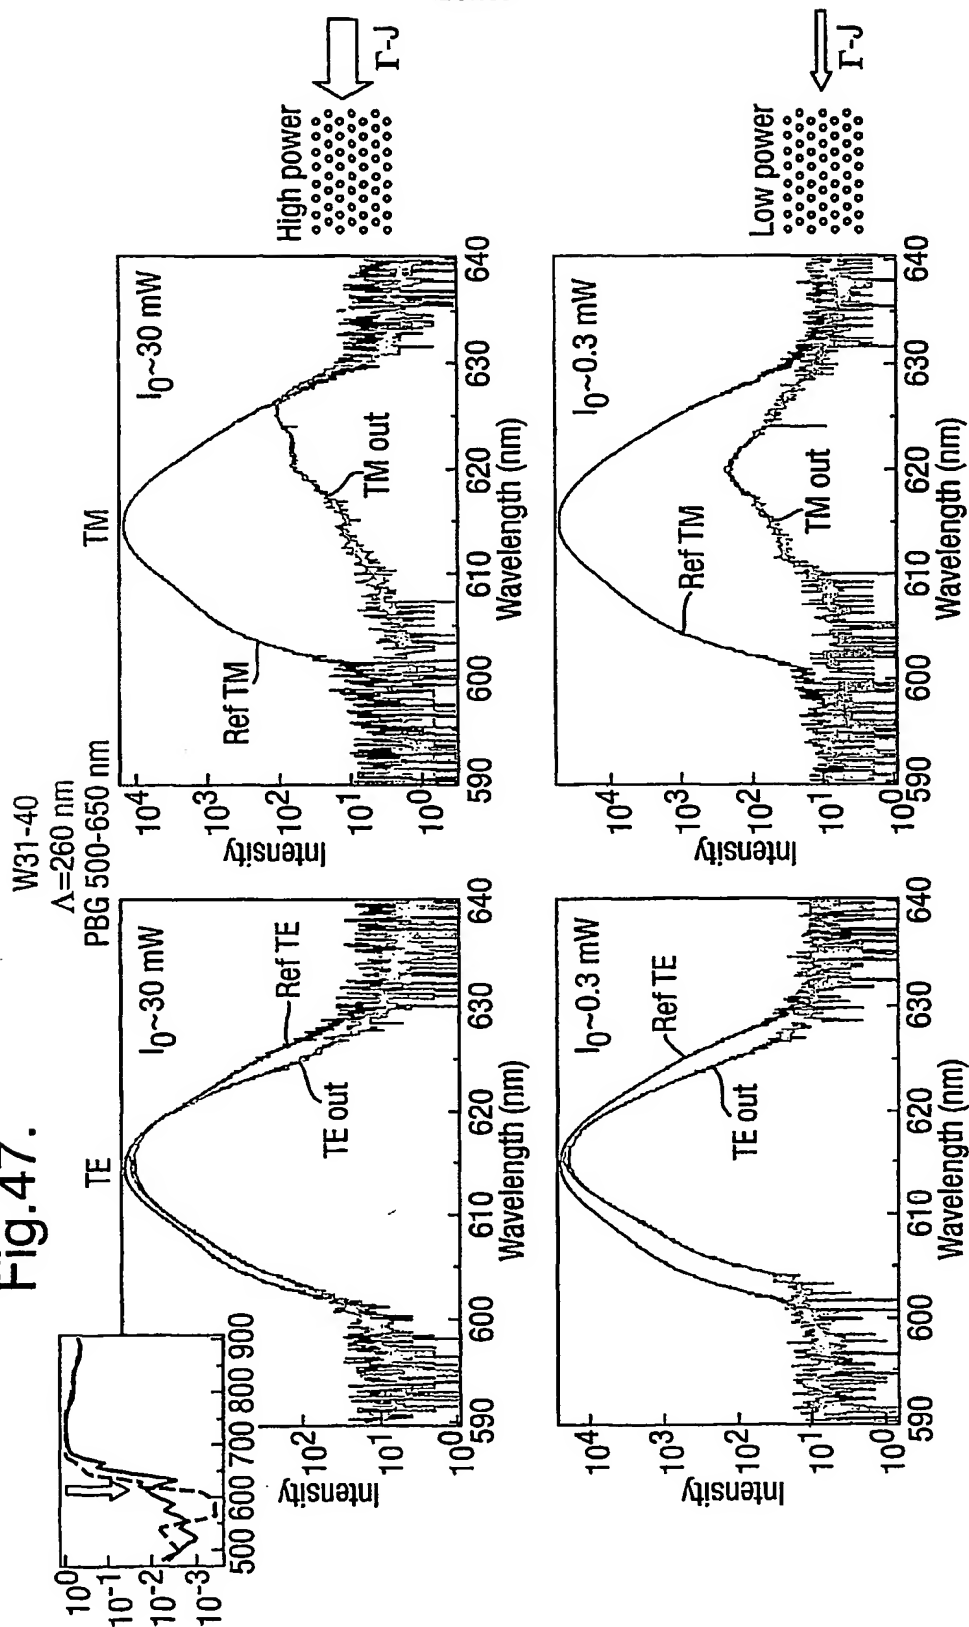 Fig.47.
W31-40
Λ=260 nm
PBG 500-650 nm
10⁰
10⁻¹
10⁻²
10⁻³
500 600 700 800 900
TE
I₀~30 mW
Ref TE
TE out
Intensity
10²
10⁰
590 600 610 620 630 640
Wavelength (nm)
TM
I₀~30 mW
Ref TM
TM out
Intensity
10⁴
10³
10²
10¹
10⁰
590 600 610 620 630 640
Wavelength (nm)
High power
Γ-J
I₀~0.3 mW
Ref TE
TE out
Intensity
10⁴
10³
10²
10¹
10⁰
590 600 610 620 630 640
Wavelength (nm)
I₀~0.3 mW
Ref TM
TM out
Intensity
10⁴
10³
10²
10¹
10⁰
590 600 610 620 630 640
Wavelength (nm)
Low power
Γ-J